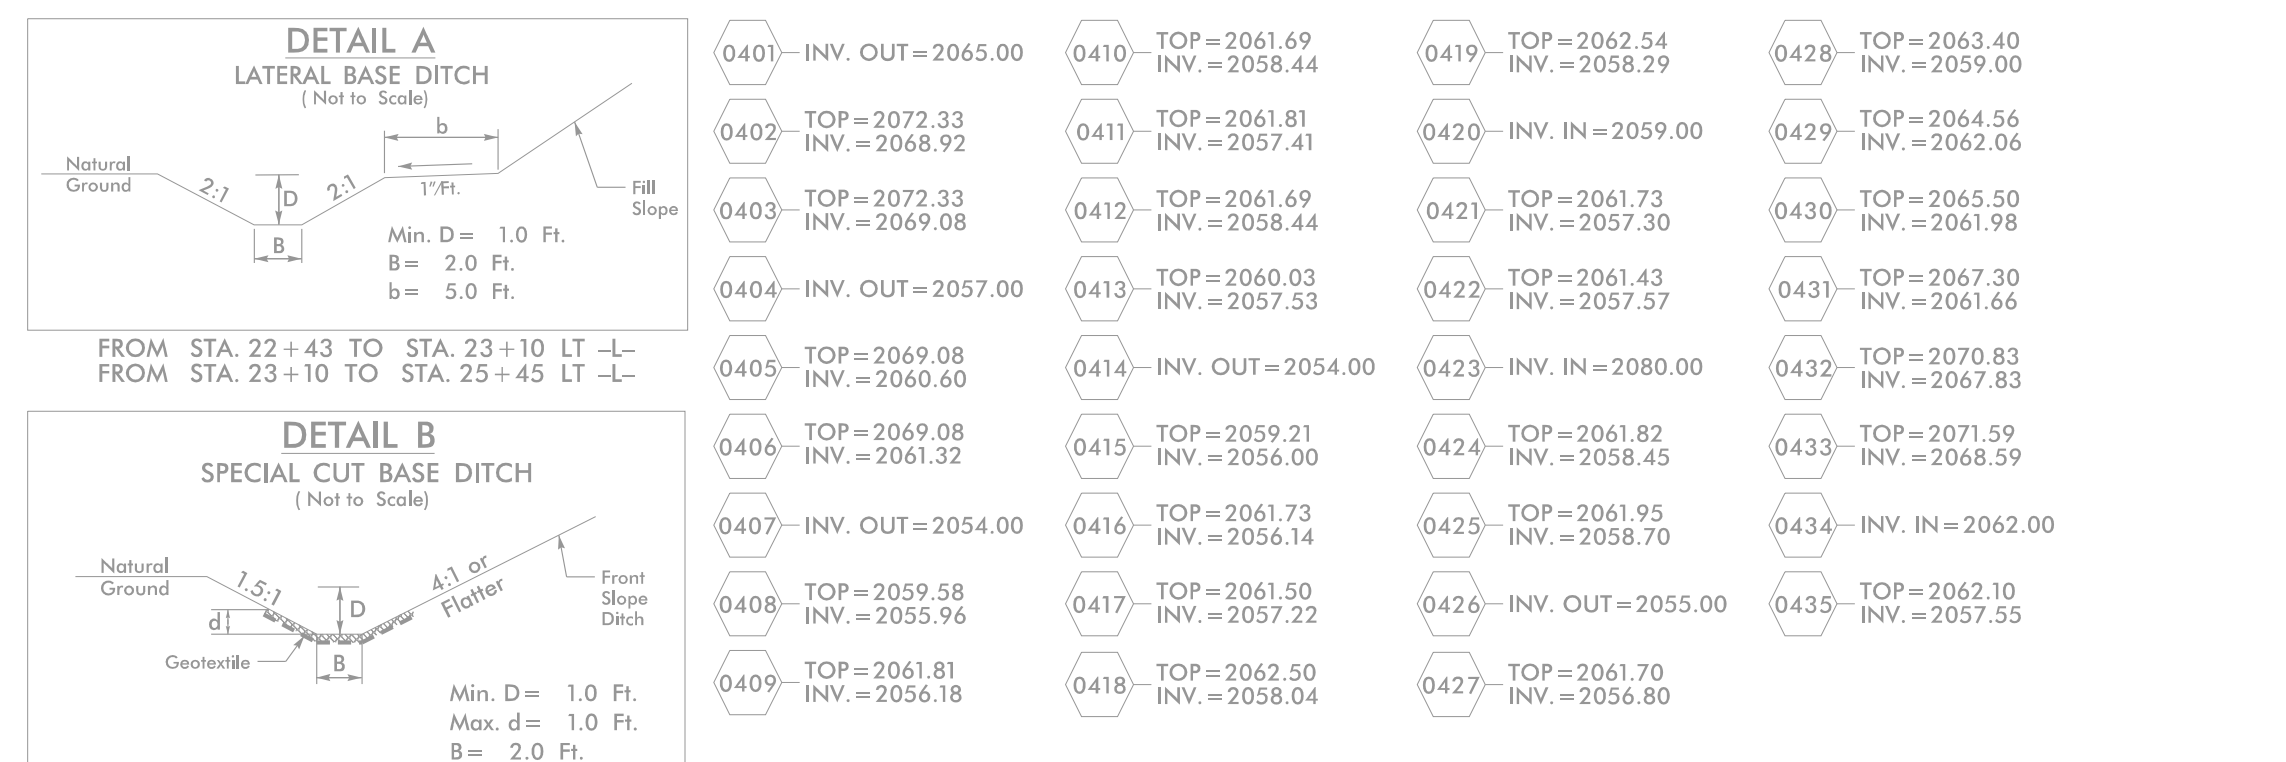 DETAIL A
LATERAL BASE DITCH
( Not to Scale)
b
Natural
Ground
2:1
D
2:1
1"/Ft.
Fill
Slope
B
Min. D= 1.0 Ft.
B= 2.0 Ft.
b= 5.0 Ft.
FROM STA. 22+43 TO STA. 23+10 LT –L–
FROM STA. 23+10 TO STA. 25+45 LT –L–
DETAIL B
SPECIAL CUT BASE DITCH
( Not to Scale)
Natural
Ground
1.5:1
D
d
4:1 or
Flatter
Front
Slope
Ditch
Geotextile
B
Min. D= 1.0 Ft.
Max. d= 1.0 Ft.
B= 2.0 Ft.
0401 INV. OUT=2065.00
0402 TOP=2072.33
INV.=2068.92
0403 TOP=2072.33
INV.=2069.08
0404 INV. OUT=2057.00
0405 TOP=2069.08
INV.=2060.60
0406 TOP=2069.08
INV.=2061.32
0407 INV. OUT=2054.00
0408 TOP=2059.58
INV.=2055.96
0409 TOP=2061.81
INV.=2056.18
0410 TOP=2061.69
INV.=2058.44
0411 TOP=2061.81
INV.=2057.41
0412 TOP=2061.69
INV.=2058.44
0413 TOP=2060.03
INV.=2057.53
0414 INV. OUT=2054.00
0415 TOP=2059.21
INV.=2056.00
0416 TOP=2061.73
INV.=2056.14
0417 TOP=2061.50
INV.=2057.22
0418 TOP=2062.50
INV.=2058.04
0419 TOP=2062.54
INV.=2058.29
0420 INV. IN=2059.00
0421 TOP=2061.73
INV.=2057.30
0422 TOP=2061.43
INV.=2057.57
0423 INV. IN=2080.00
0424 TOP=2061.82
INV.=2058.45
0425 TOP=2061.95
INV.=2058.70
0426 INV. OUT=2055.00
0427 TOP=2061.70
INV.=2056.80
0428 TOP=2063.40
INV.=2059.00
0429 TOP=2064.56
INV.=2062.06
0430 TOP=2065.50
INV.=2061.98
0431 TOP=2067.30
INV.=2061.66
0432 TOP=2070.83
INV.=2067.83
0433 TOP=2071.59
INV.=2068.59
0434 INV. IN=2062.00
0435 TOP=2062.10
INV.=2057.55